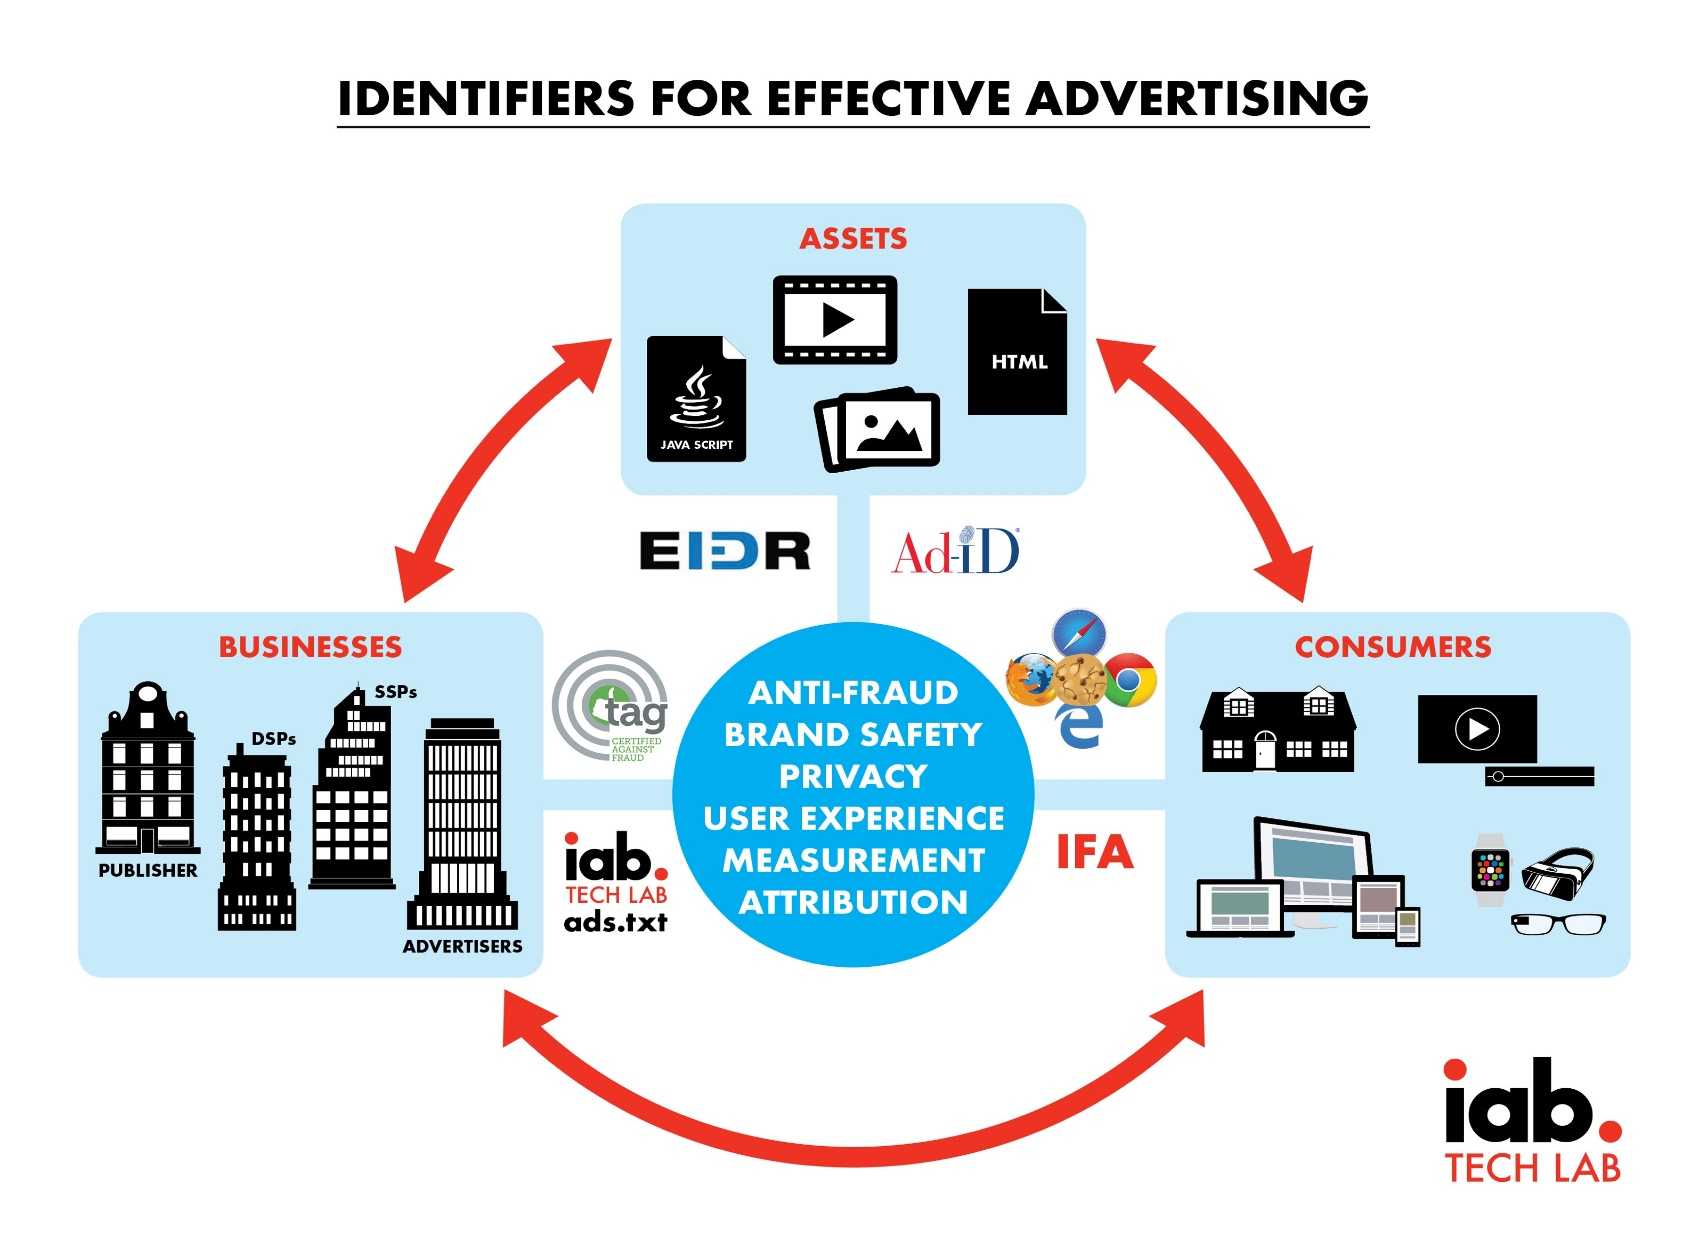 IDENTIFIERS FOR EFFECTIVE ADVERTISING
ASSETS
JAVA SCRIPT
HTML
EIDR
Ad-iD®
BUSINESSES
PUBLISHER
DSPs
SSPs
ADVERTISERS
tag
CERTIFIED
AGAINST
FRAUD
iab.
TECH LAB
ads.txt
ANTI-FRAUD
BRAND SAFETY
PRIVACY
USER EXPERIENCE
MEASUREMENT
ATTRIBUTION
IFA
CONSUMERS
iab.
TECH LAB